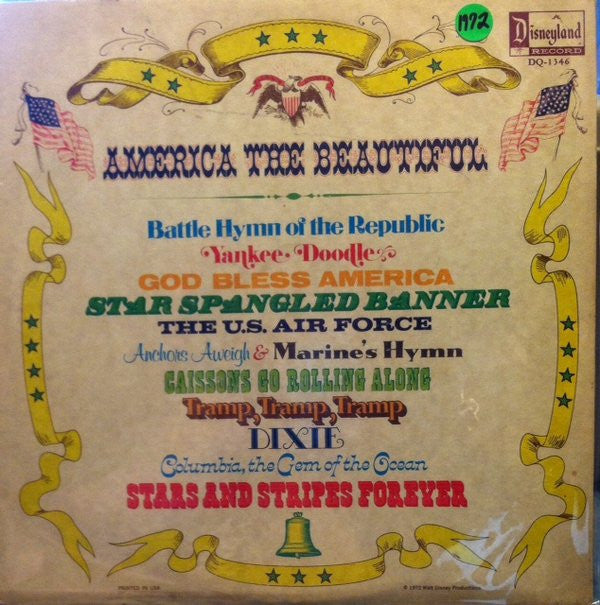 1972
Disneyland
RECORD
DQ-1346
AMERICA THE BEAUTIFUL
Battle Hymn of the Republic
Yankee Doodle
GOD BLESS AMERICA
STAR SPANGLED BANNER
THE U.S. AIR FORCE
Anchors Aweigh & Marine's Hymn
CAISSONS GO ROLLING ALONG
Tramp, Tramp, Tramp
DIXIE
Columbia, the Gem of the Ocean
STARS AND STRIPES FOREVER
PRINTED IN USA
© 1972 Walt Disney Productions